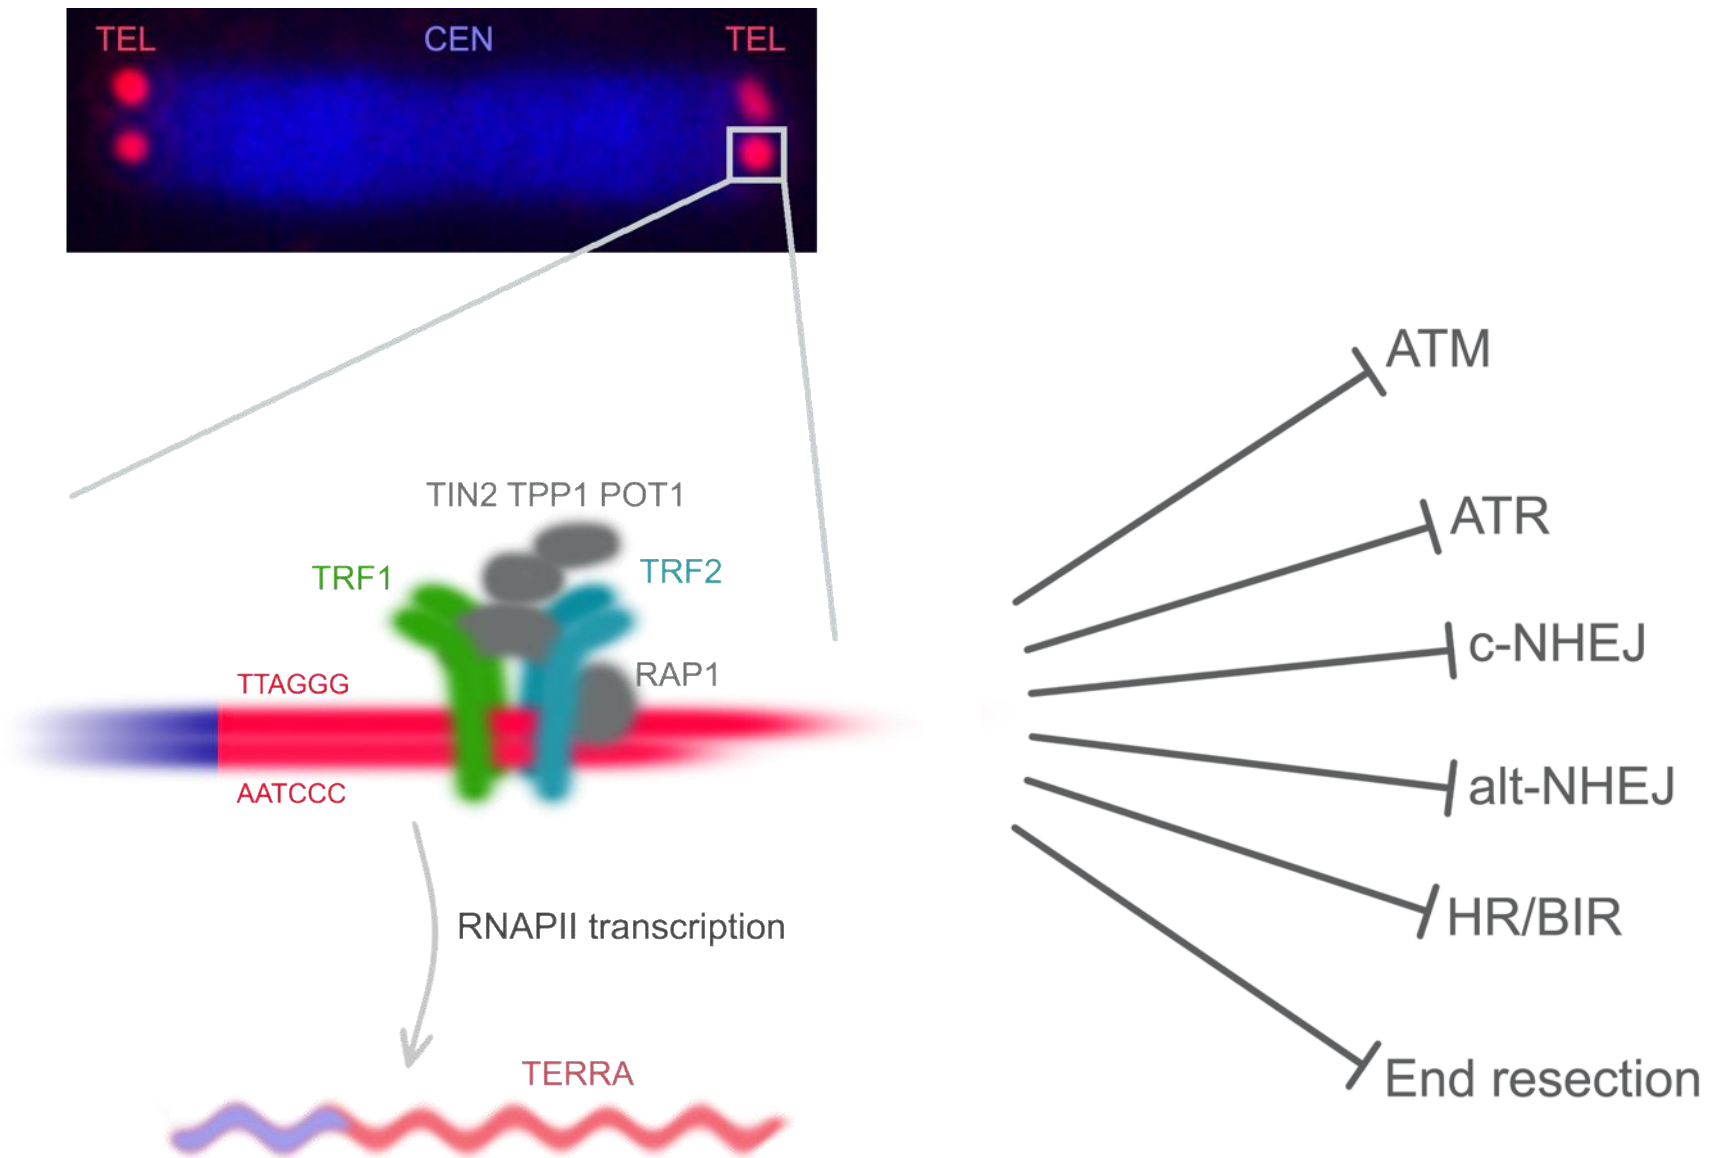 TEL CEN TEL
ATM
TIN2 TPP1 POT1
ATR
TRF1
TRF2
c-NHEJ
TTAGGG
RAP1
AATCCC
alt-NHEJ
RNAPII transcription
HR/BIR
TERRA
End resection